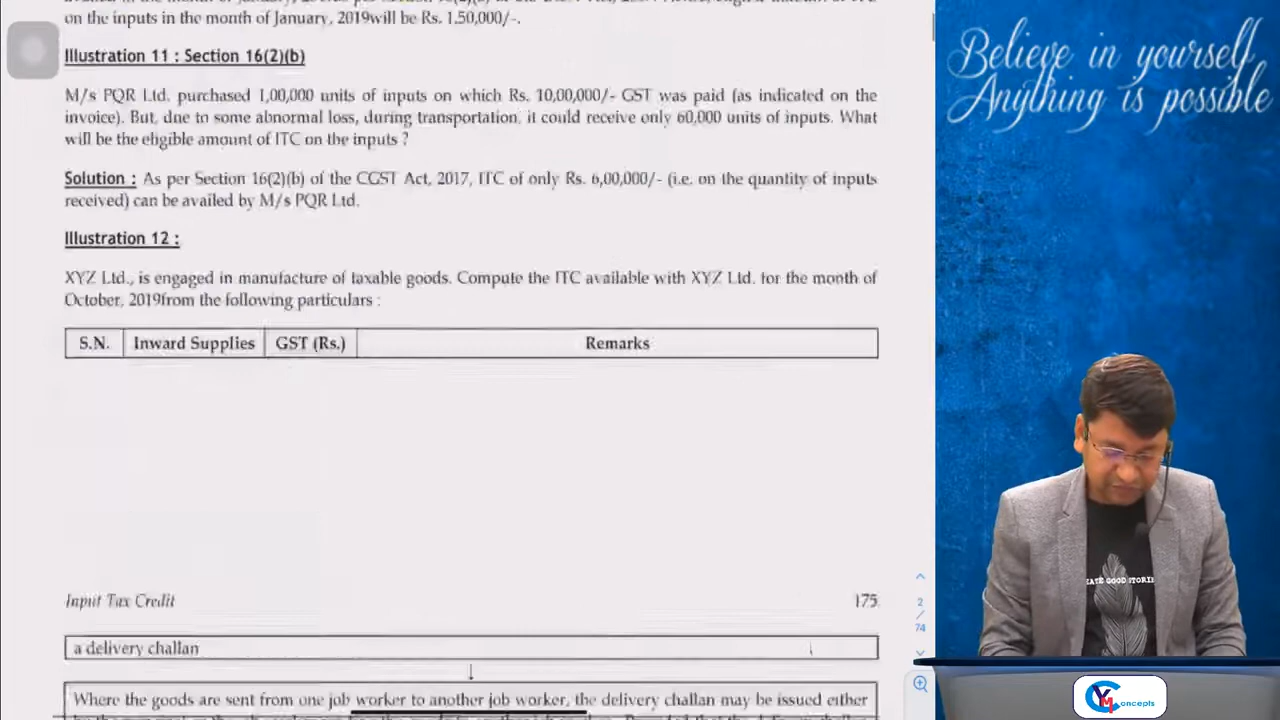 on the inputs in the month of January, 2019will be Rs. 1,50,000/-.
Illustration 11 : Section 16(2)(b)
M/s PQR Ltd. purchased 1,00,000 units of inputs on which Rs. 10,00,000/- GST was paid (as indicated on the
invoice). But, due to some abnormal loss, during transportation, it could receive only 60,000 units of inputs. What
will be the eligible amount of ITC on the inputs ?
Solution : As per Section 16(2)(b) of the CGST Act, 2017, ITC of only Rs. 6,00,000/- (i.e. on the quantity of inputs
received) can be availed by M/s PQR Ltd.
Illustration 12 :
XYZ Ltd., is engaged in manufacture of taxable goods. Compute the ITC available with XYZ Ltd. for the month of
October, 2019from the following particulars :
S.N. Inward Supplies GST (Rs.) Remarks
Input Tax Credit 175
a delivery challan
Where the goods are sent from one job worker to another job worker, the delivery challan may be issued either
2
/
74
Believe in yourself
Anything is possible
GOOD STORI
YM
Concepts